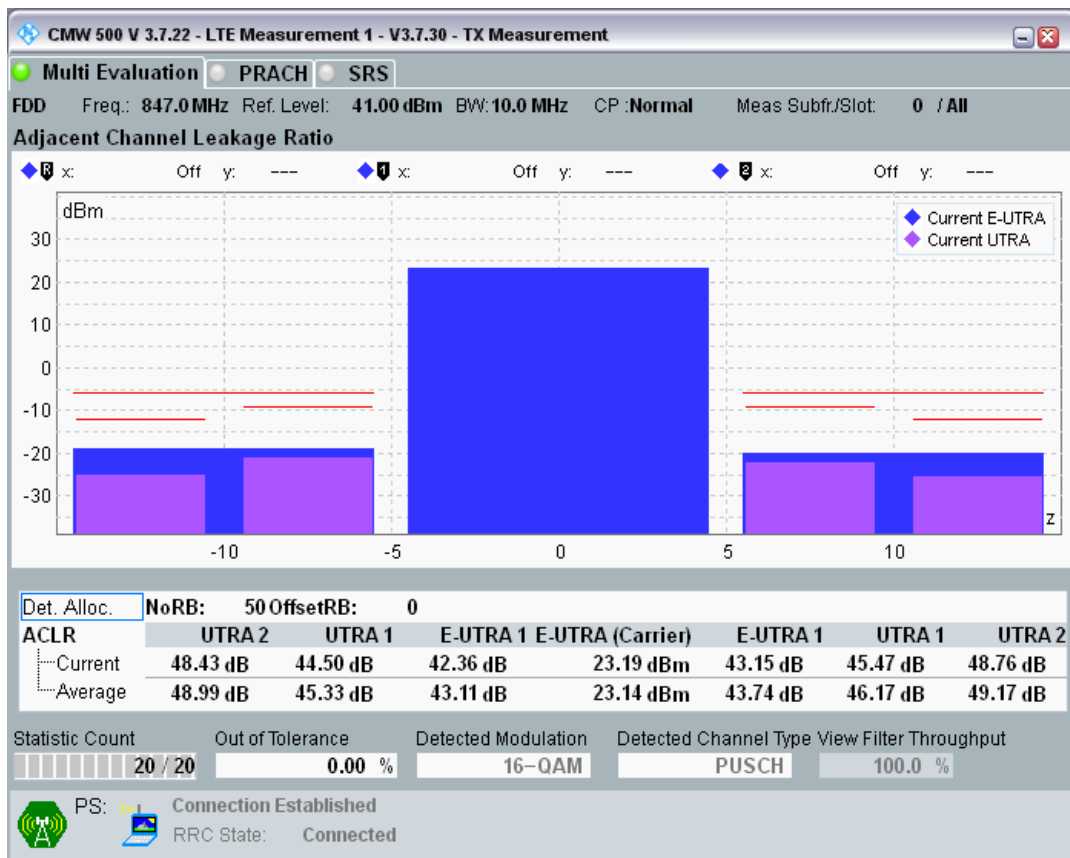 CMW 500 V 3.7.22 - LTE Measurement 1 - V3.7.30 - TX Measurement
Multi Evaluation PRACH SRS
FDD Freq.: 847.0 MHz Ref. Level: 41.00 dBm BW: 10.0 MHz CP :Normal Meas Subfr./Slot: 0 / All
Adjacent Channel Leakage Ratio
R x: Off y: --- 1 x: Off y: --- 2 x: Off y: ---
dBm
Current E-UTRA
Current UTRA
30
20
10
0
-10
-20
-30
z
-10 -5 0 5 10
Det. Alloc. NoRB: 50 OffsetRB: 0
ACLR UTRA 2 UTRA 1 E-UTRA 1 E-UTRA (Carrier) E-UTRA 1 UTRA 1 UTRA 2
Current 48.43 dB 44.50 dB 42.36 dB 23.19 dBm 43.15 dB 45.47 dB 48.76 dB
Average 48.99 dB 45.33 dB 43.11 dB 23.14 dBm 43.74 dB 46.17 dB 49.17 dB
Statistic Count Out of Tolerance Detected Modulation Detected Channel Type View Filter Throughput
20 / 20 0.00 % 16-QAM PUSCH 100.0 %
PS: Connection Established
RRC State: Connected